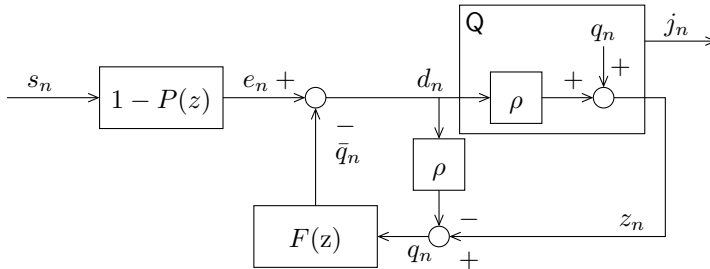 Q
q_n
j_n
s_n
1 − P(z)
e_n
+
d_n
ρ
+
+
−
q̄_n
ρ
F(z)
q_n
−
+
z_n